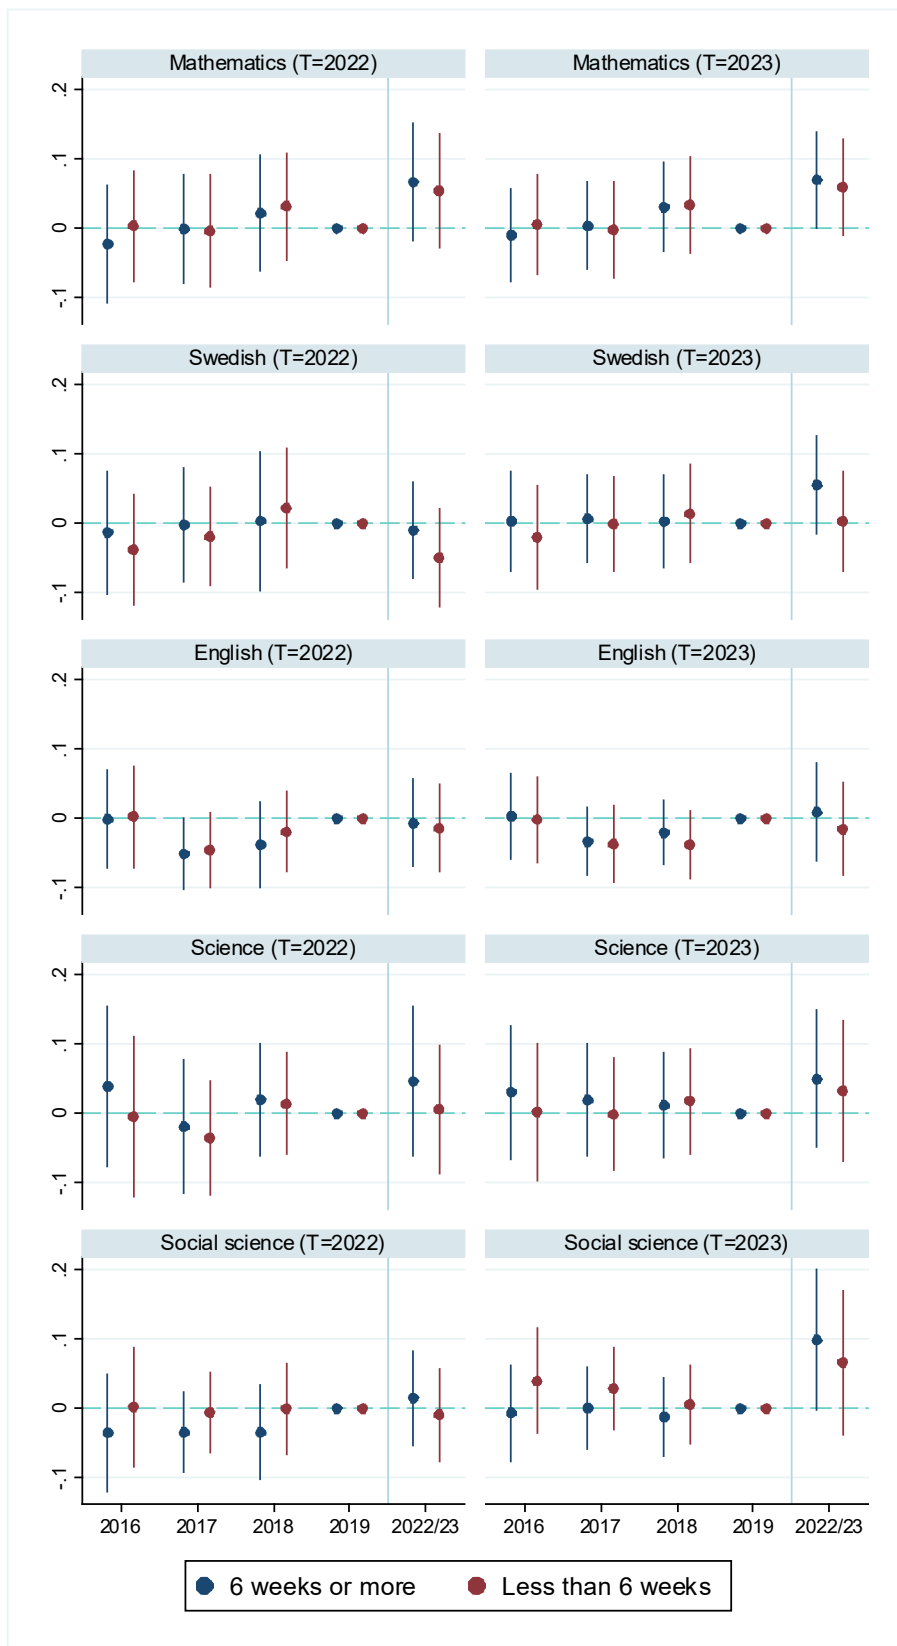 Mathematics (T=2022) Mathematics (T=2023)
.2
.1
0
-.1
Swedish (T=2022) Swedish (T=2023)
.2
.1
0
-.1
English (T=2022) English (T=2023)
.2
.1
0
-.1
Science (T=2022) Science (T=2023)
.2
.1
0
-.1
Social science (T=2022) Social science (T=2023)
.2
.1
0
-.1
2016 2017 2018 2019 2022/23 2016 2017 2018 2019 2022/23
6 weeks or more Less than 6 weeks